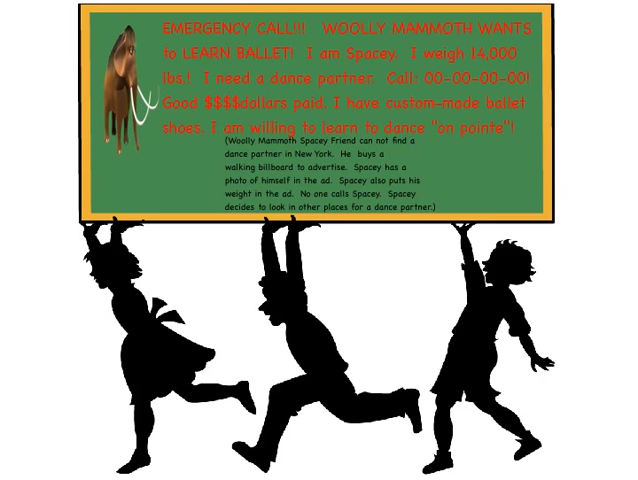 EMERGENCY CALL!!!   WOOLLY MAMMOTH WANTS
to LEARN BALLET!  I am Spacey.  I weigh 14,000
lbs.!  I need a dance partner.  Call: 00-00-00-00!
Good $$$$dollars paid. I have custom-made ballet
shoes. I am willing to learn to dance "on pointe"!
(Woolly Mammoth Spacey Friend can not find a
dance partner in New York.  He  buys a
walking billboard to advertise.  Spacey has a
photo of himself in the ad.  Spacey also puts his
weight in the ad.  No one calls Spacey.  Spacey
decides to look in other places for a dance partner.)